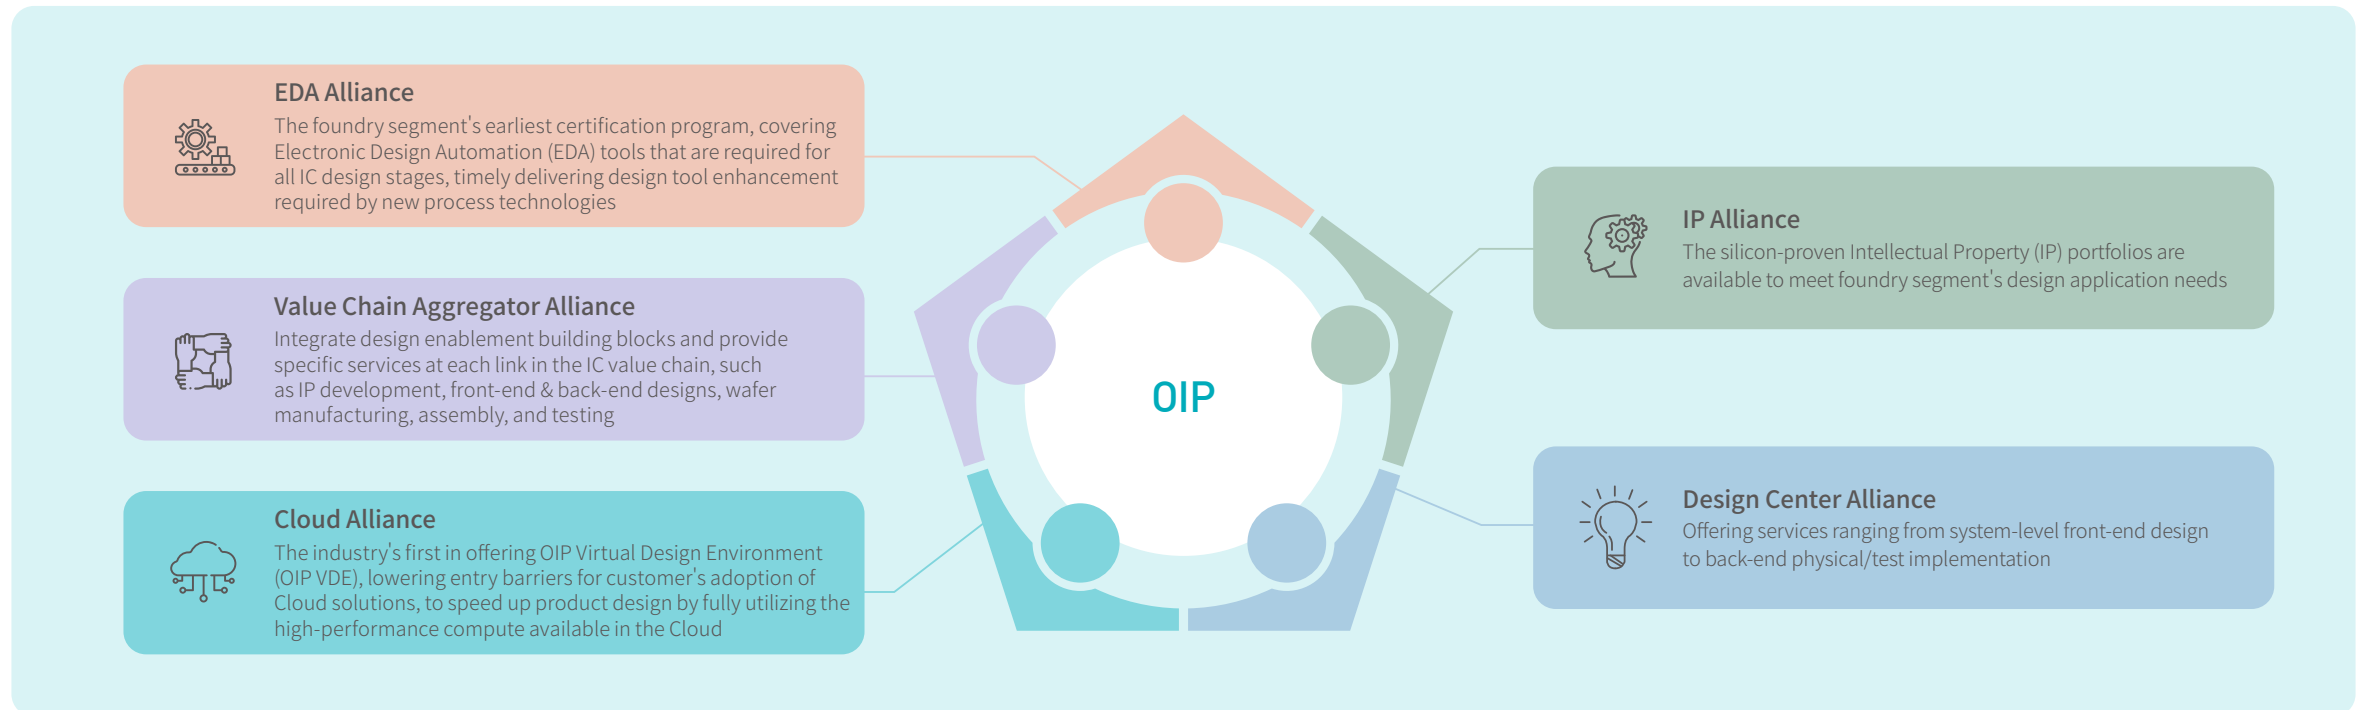 EDA Alliance
The foundry segment's earliest certification program, covering
Electronic Design Automation (EDA) tools that are required for
all IC design stages, timely delivering design tool enhancement
required by new process technologies
Value Chain Aggregator Alliance
Integrate design enablement building blocks and provide
specific services at each link in the IC value chain, such
as IP development, front-end & back-end designs, wafer
manufacturing, assembly, and testing
Cloud Alliance
The industry's first in offering OIP Virtual Design Environment
(OIP VDE), lowering entry barriers for customer's adoption of
Cloud solutions, to speed up product design by fully utilizing the
high-performance compute available in the Cloud
OIP
IP Alliance
The silicon-proven Intellectual Property (IP) portfolios are
available to meet foundry segment's design application needs
Design Center Alliance
Offering services ranging from system-level front-end design
to back-end physical/test implementation